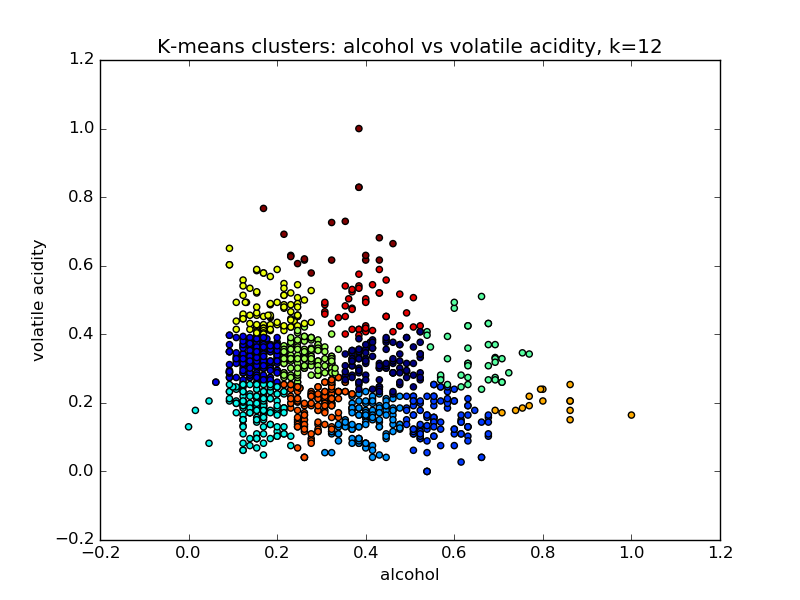 K-means clusters: alcohol vs volatile acidity, k=12
1.2
1.0
0.8
0.6
0.4
0.2
0.0
−0.2
volatile acidity
−0.2 0.0 0.2 0.4 0.6 0.8 1.0 1.2
alcohol